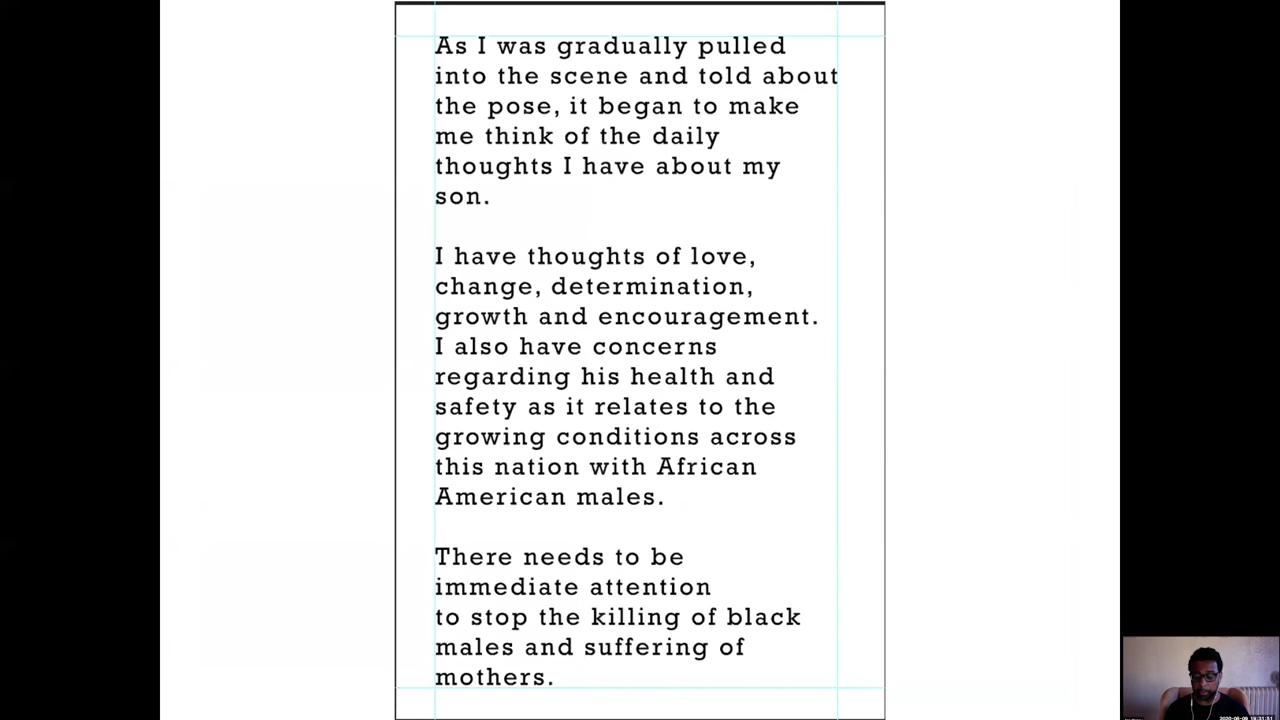 As I was gradually pulled
into the scene and told about
the pose, it began to make
me think of the daily
thoughts I have about my
son.
I have thoughts of love,
change, determination,
growth and encouragement.
I also have concerns
regarding his health and
safety as it relates to the
growing conditions across
this nation with African
American males.
There needs to be
immediate attention
to stop the killing of black
males and suffering of
mothers.